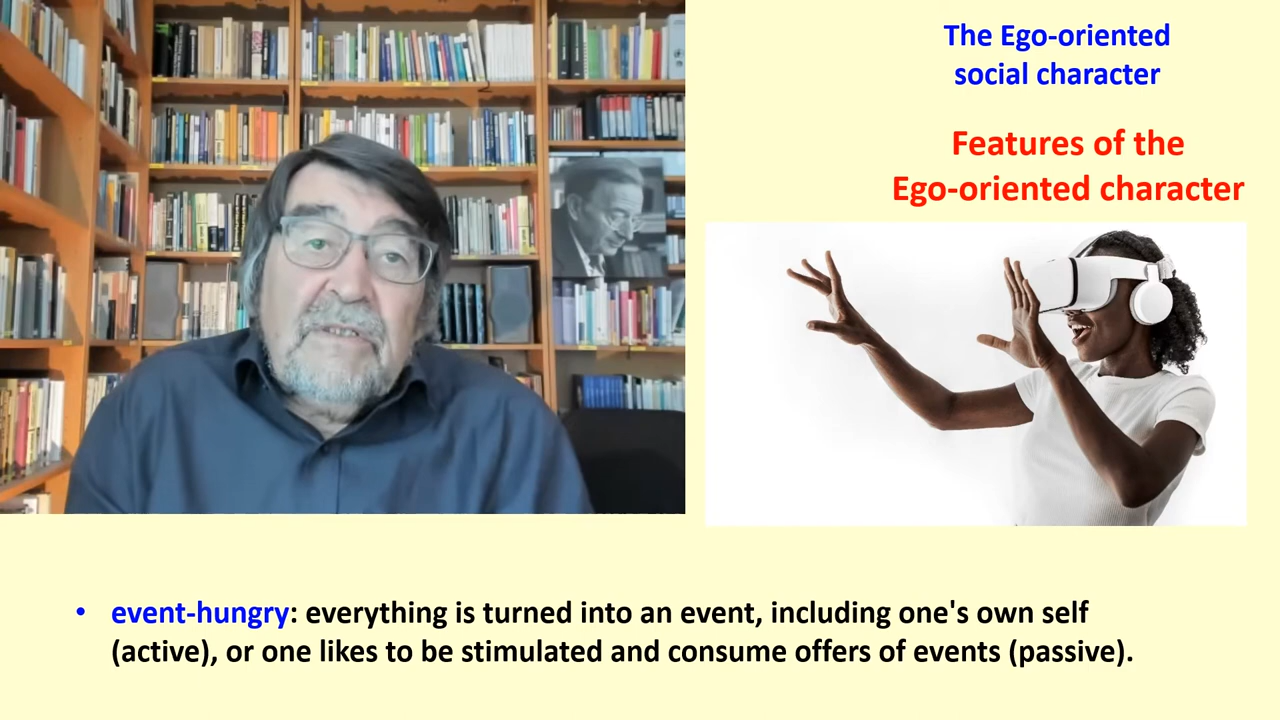 The Ego-oriented
social character
Features of the
Ego-oriented character
• event-hungry: everything is turned into an event, including one's own self
(active), or one likes to be stimulated and consume offers of events (passive).